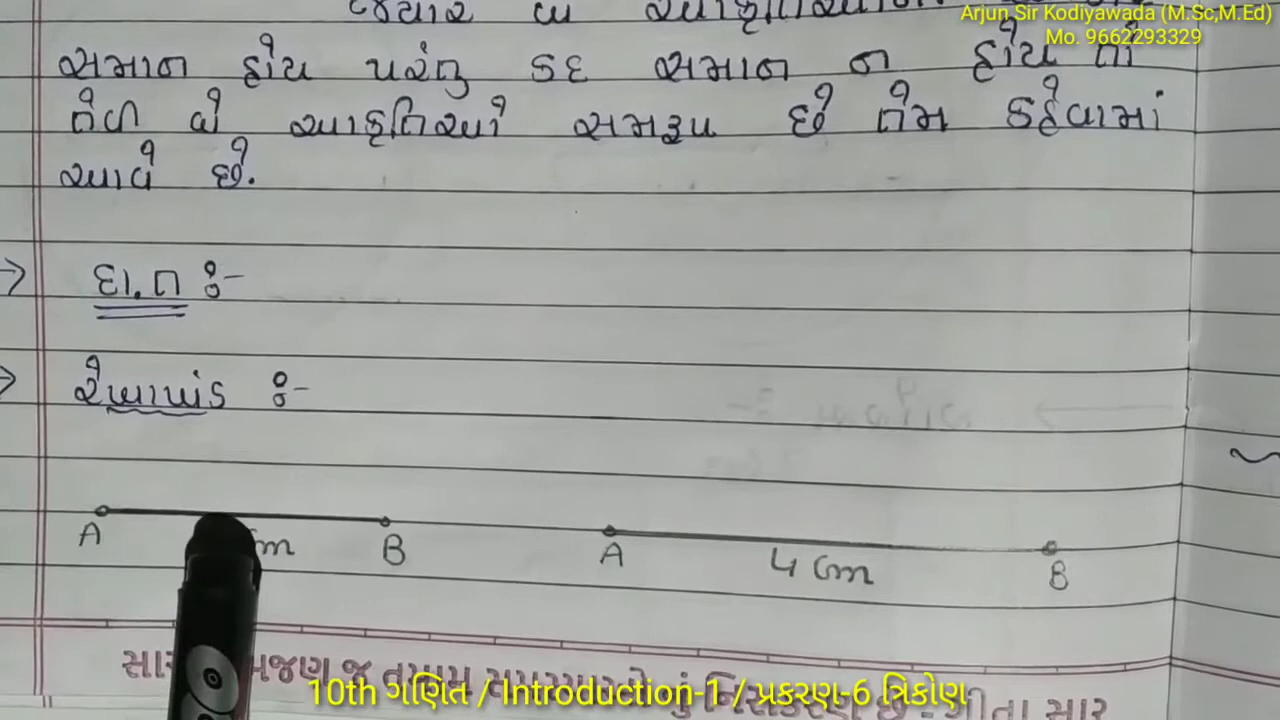 Arjun Sir Kodiyawada (M.Sc,M.Ed)
Mo. 9662293329
સમાન હોય પરંતુ કદ સમાન ન હોય તો
તેવી બે આકૃતિઓ સમરૂપ છે તેમ કહેવામાં
આવે છે.
→ દા.ત :-
→ રેખાખંડ :-
A m B A 4 cm B
10th ગણિત / Introduction-1 / પ્રકરણ-6 ત્રિકોણ